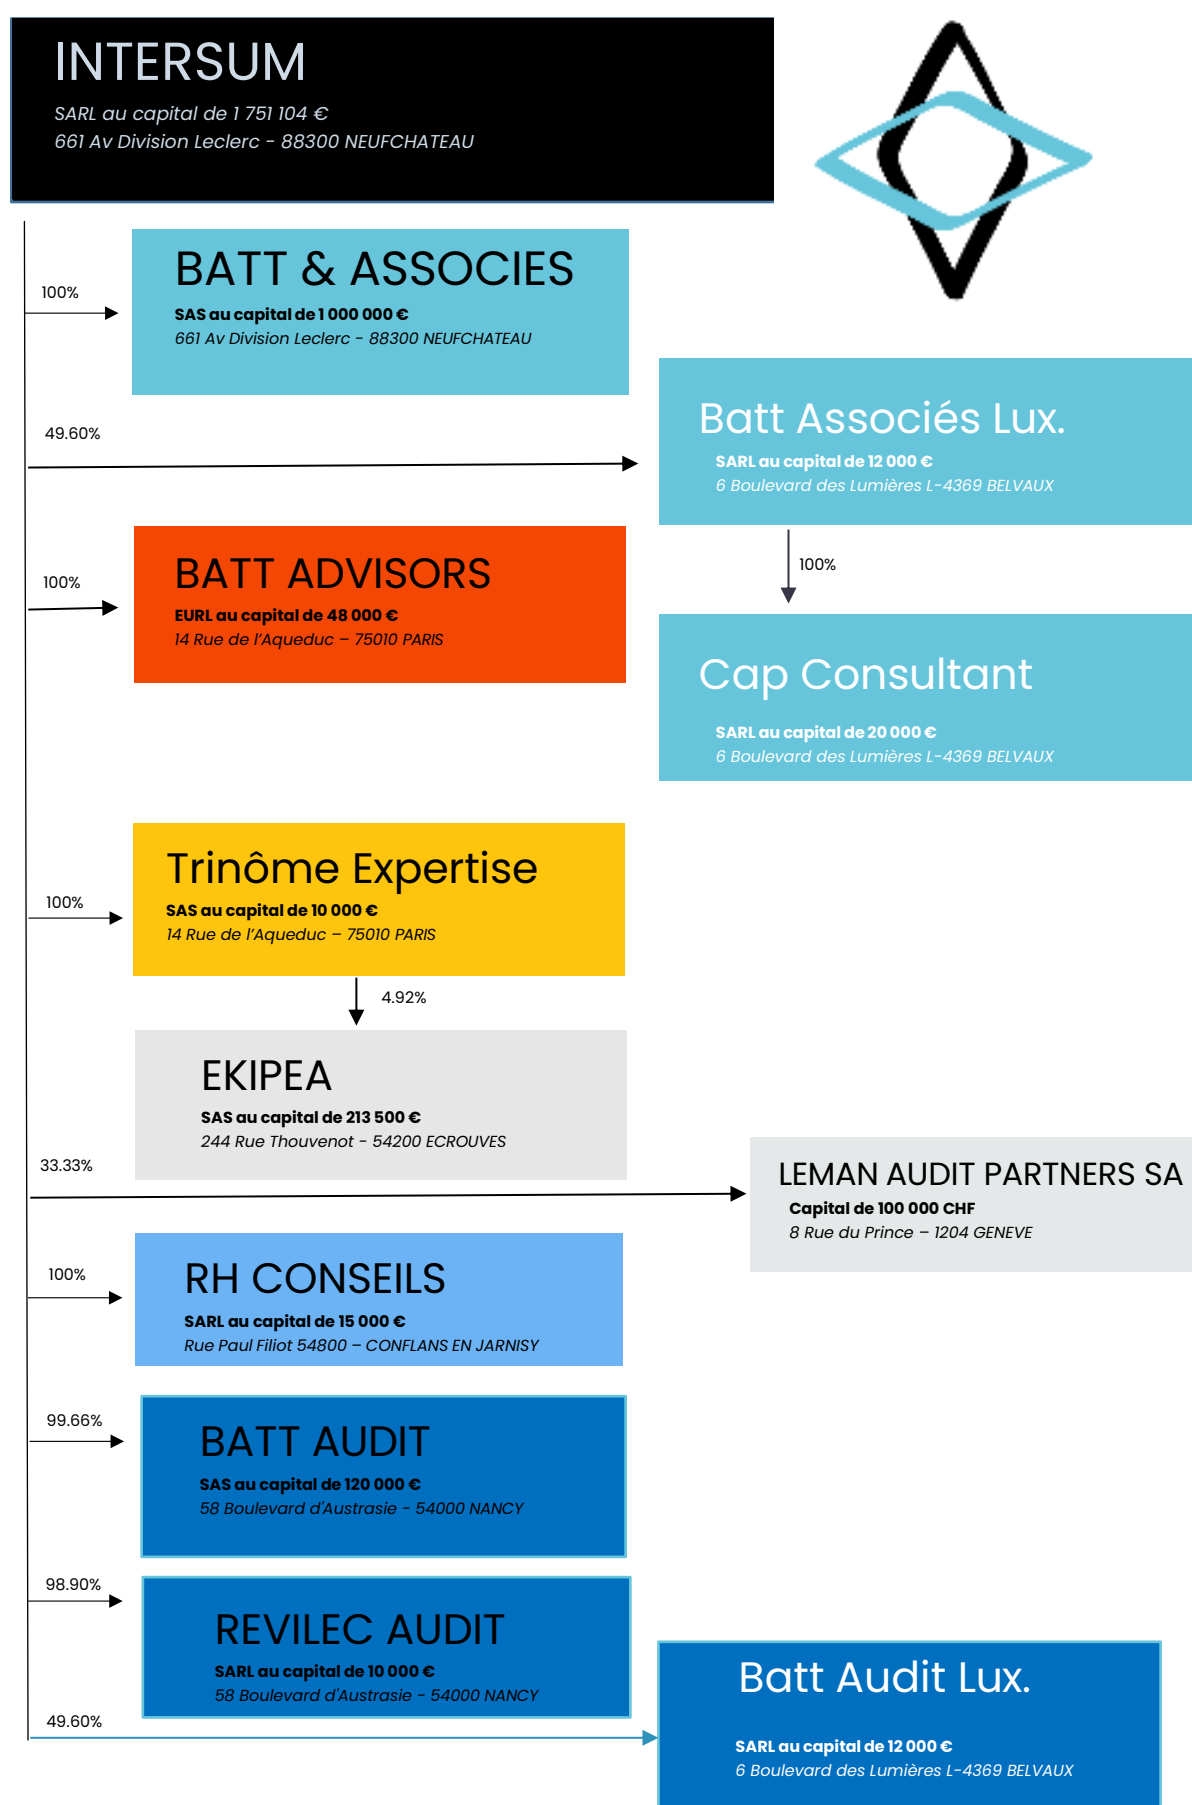 INTERSUM
SARL au capital de 1 751 104 €
661 Av Division Leclerc - 88300 NEUFCHATEAU
100%
BATT & ASSOCIES
SAS au capital de 1 000 000 €
661 Av Division Leclerc - 88300 NEUFCHATEAU
49.60%
Batt Associés Lux.
SARL au capital de 12 000 €
6 Boulevard des Lumières L-4369 BELVAUX
100%
BATT ADVISORS
EURL au capital de 48 000 €
14 Rue de l’Aqueduc – 75010 PARIS
100%
Cap Consultant
SARL au capital de 20 000 €
6 Boulevard des Lumières L-4369 BELVAUX
100%
Trinôme Expertise
SAS au capital de 10 000 €
14 Rue de l’Aqueduc – 75010 PARIS
4.92%
EKIPEA
SAS au capital de 213 500 €
244 Rue Thouvenot - 54200 ECROUVES
33.33%
LEMAN AUDIT PARTNERS SA
Capital de 100 000 CHF
8 Rue du Prince – 1204 GENEVE
100%
RH CONSEILS
SARL au capital de 15 000 €
Rue Paul Filiot 54800 – CONFLANS EN JARNISY
99.66%
BATT AUDIT
SAS au capital de 120 000 €
58 Boulevard d'Austrasie - 54000 NANCY
98.90%
REVILEC AUDIT
SARL au capital de 10 000 €
58 Boulevard d'Austrasie - 54000 NANCY
49.60%
Batt Audit Lux.
SARL au capital de 12 000 €
6 Boulevard des Lumières L-4369 BELVAUX